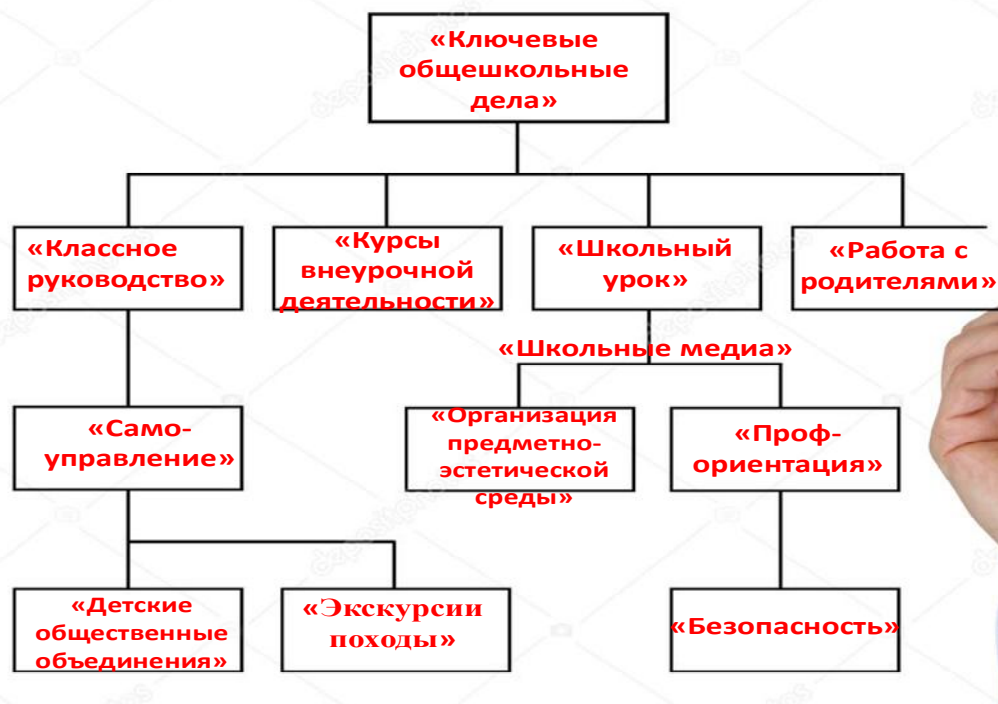 «Ключевые
общешкольные
дела»
«Классное
руководство»
«Курсы
внеурочной
деятельности»
«Школьный
урок»
«Работа с
родителями»
«Школьные медиа»
«Само-
управление»
«Организация
предметно-
эстетической
среды»
«Проф-
ориентация»
«Детские
общественные
объединения»
«Экскурсии
походы»
«Безопасность»